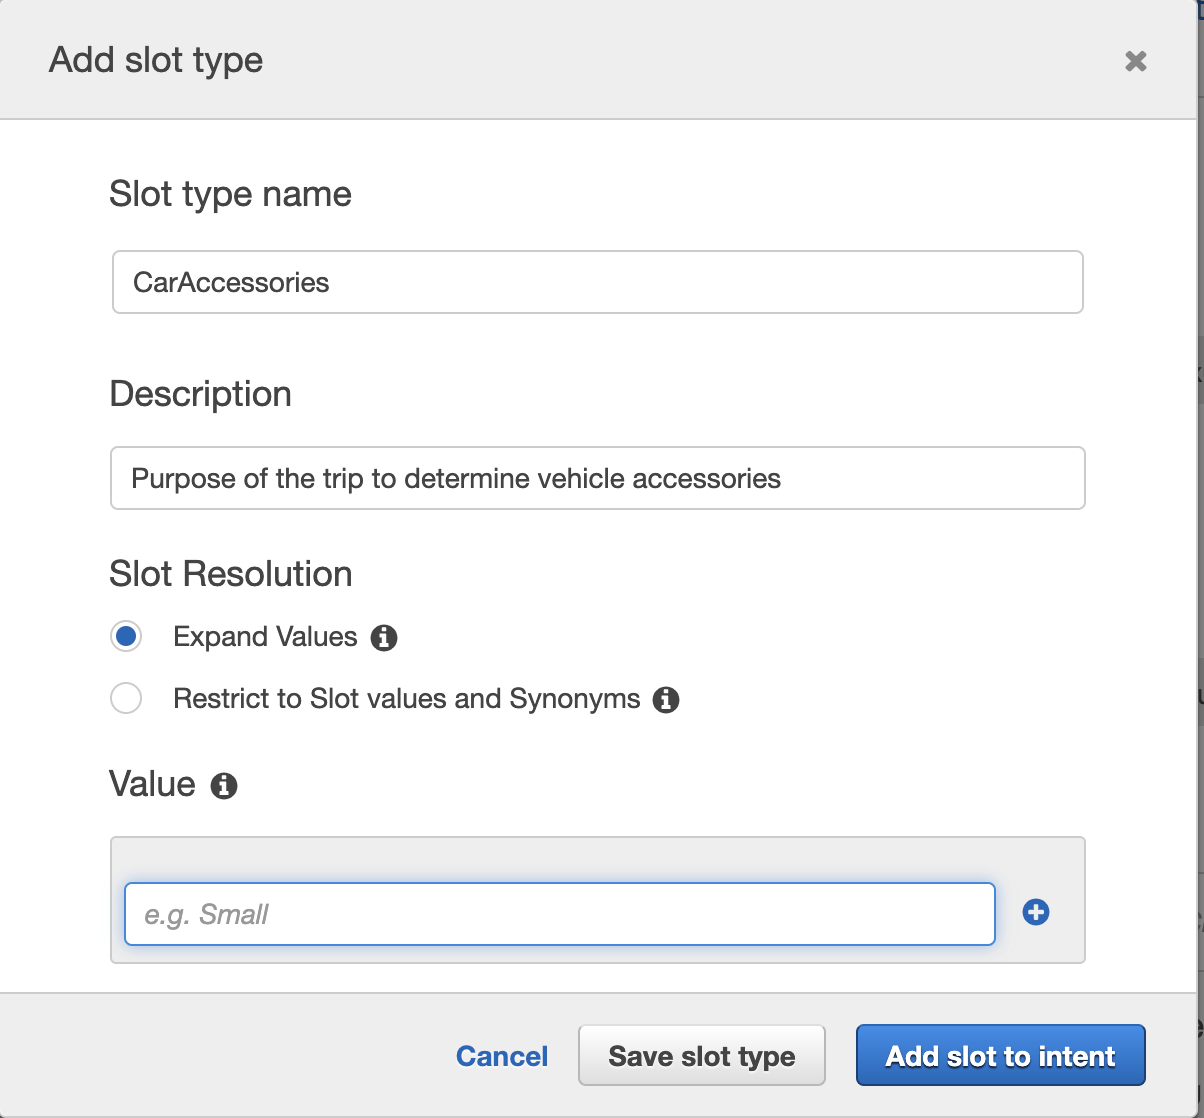 Add slot type
Slot type name
CarAccessories
Description
Purpose of the trip to determine vehicle accessories
Slot Resolution
Expand Values
Restrict to Slot values and Synonyms
Value
e.g. Small
Cancel Save slot type Add slot to intent